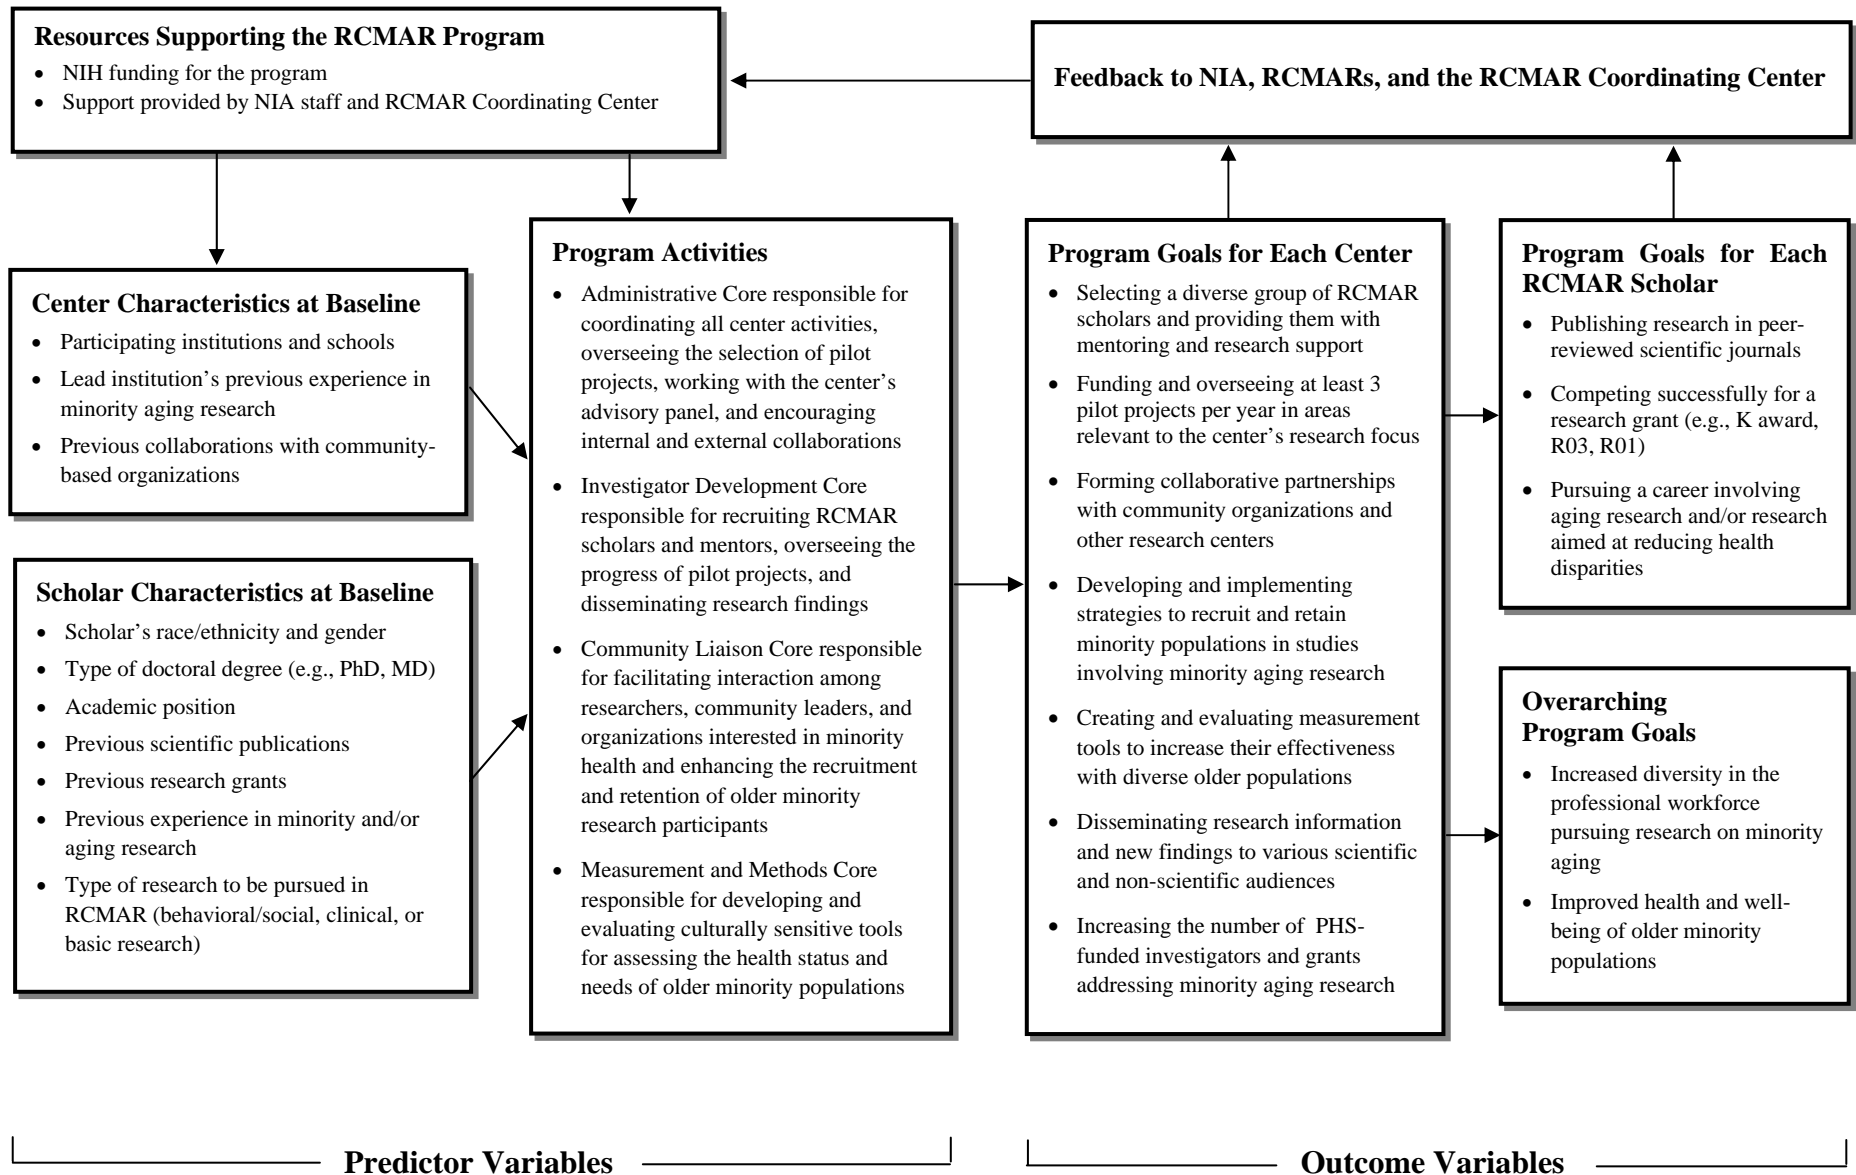 Resources Supporting the RCMAR Program
• NIH funding for the program
• Support provided by NIA staff and RCMAR Coordinating Center
Feedback to NIA, RCMARs, and the RCMAR Coordinating Center
Center Characteristics at Baseline
• Participating institutions and schools
• Lead institution's previous experience in
minority aging research
• Previous collaborations with community-
based organizations
Scholar Characteristics at Baseline
• Scholar's race/ethnicity and gender
• Type of doctoral degree (e.g., PhD, MD)
• Academic position
• Previous scientific publications
• Previous research grants
• Previous experience in minority and/or
aging research
• Type of research to be pursued in
RCMAR (behavioral/social, clinical, or
basic research)
Program Activities
• Administrative Core responsible for
coordinating all center activities,
overseeing the selection of pilot
projects, working with the center's
advisory panel, and encouraging
internal and external collaborations
• Investigator Development Core
responsible for recruiting RCMAR
scholars and mentors, overseeing the
progress of pilot projects, and
disseminating research findings
• Community Liaison Core responsible
for facilitating interaction among
researchers, community leaders, and
organizations interested in minority
health and enhancing the recruitment
and retention of older minority
research participants
• Measurement and Methods Core
responsible for developing and
evaluating culturally sensitive tools
for assessing the health status and
needs of older minority populations
Program Goals for Each Center
• Selecting a diverse group of RCMAR
scholars and providing them with
mentoring and research support
• Funding and overseeing at least 3
pilot projects per year in areas
relevant to the center's research focus
• Forming collaborative partnerships
with community organizations and
other research centers
• Developing and implementing
strategies to recruit and retain
minority populations in studies
involving minority aging research
• Creating and evaluating measurement
tools to increase their effectiveness
with diverse older populations
• Disseminating research information
and new findings to various scientific
and non-scientific audiences
• Increasing the number of PHS-
funded investigators and grants
addressing minority aging research
Program Goals for Each
RCMAR Scholar
• Publishing research in peer-
reviewed scientific journals
• Competing successfully for a
research grant (e.g., K award,
R03, R01)
• Pursuing a career involving
aging research and/or research
aimed at reducing health
disparities
Overarching
Program Goals
• Increased diversity in the
professional workforce
pursuing research on minority
aging
• Improved health and well-
being of older minority
populations
Predictor Variables
Outcome Variables